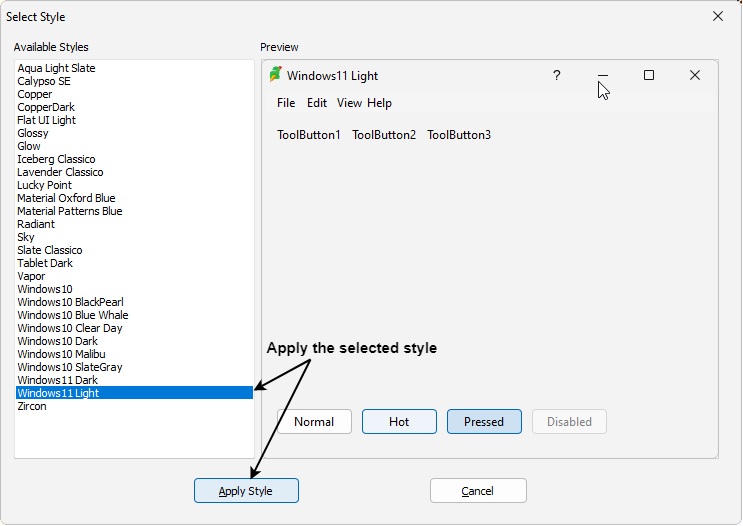 Select Style
Available Styles
Aqua Light Slate
Calypso SE
Copper
CopperDark
Flat UI Light
Glossy
Glow
Iceberg Classico
Lavender Classico
Lucky Point
Material Oxford Blue
Material Patterns Blue
Radiant
Sky
Slate Classico
Tablet Dark
Vapor
Windows10
Windows10 BlackPearl
Windows10 Blue Whale
Windows10 Clear Day
Windows10 Dark
Windows10 Malibu
Windows10 SlateGray
Windows11 Dark
Windows11 Light
Zircon
Preview
Windows11 Light ?
File Edit View Help
ToolButton1 ToolButton2 ToolButton3
Apply the selected style
Normal Hot Pressed Disabled
Apply Style Cancel